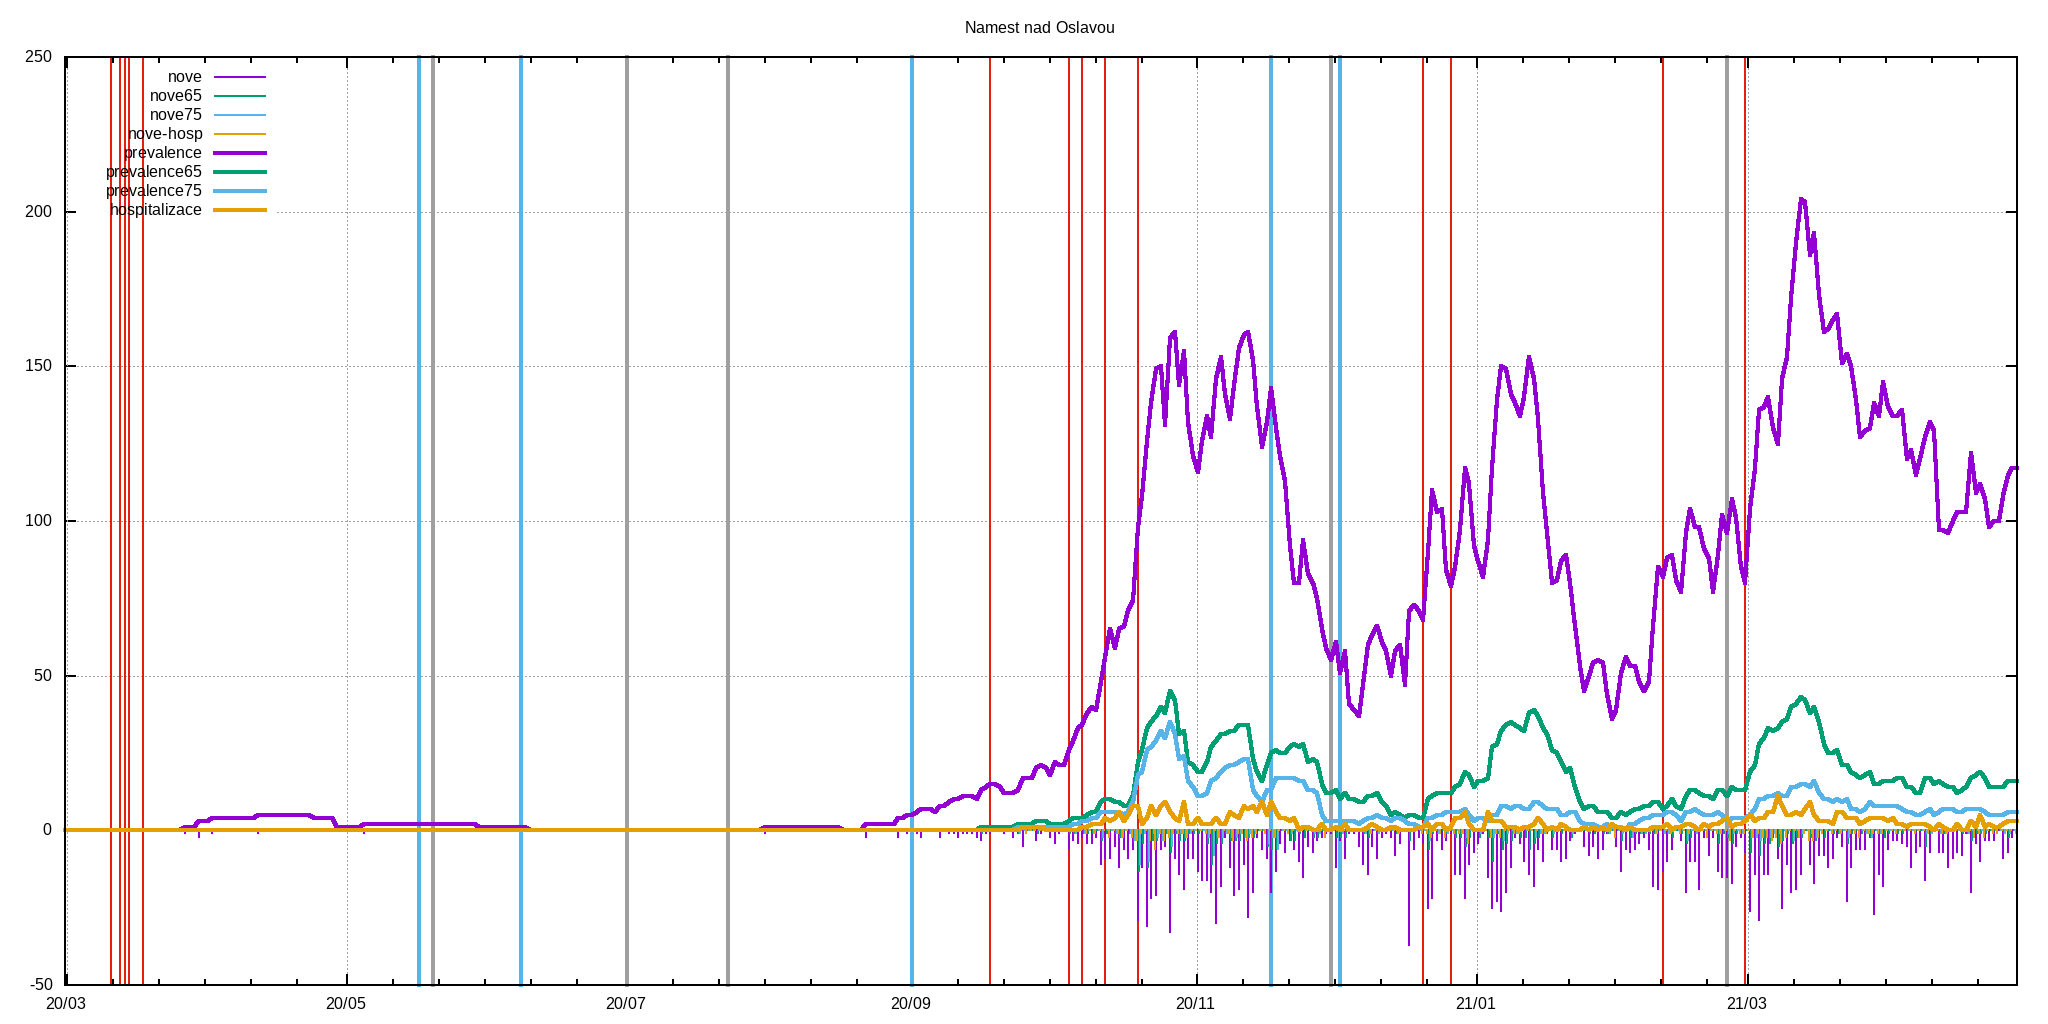 Namest nad Oslavou
250
200
150
100
50
0
-50
nove
nove65
nove75
nove-hosp
prevalence
prevalence65
prevalence75
hospitalizace
20/03
20/05
20/07
20/09
20/11
21/01
21/03